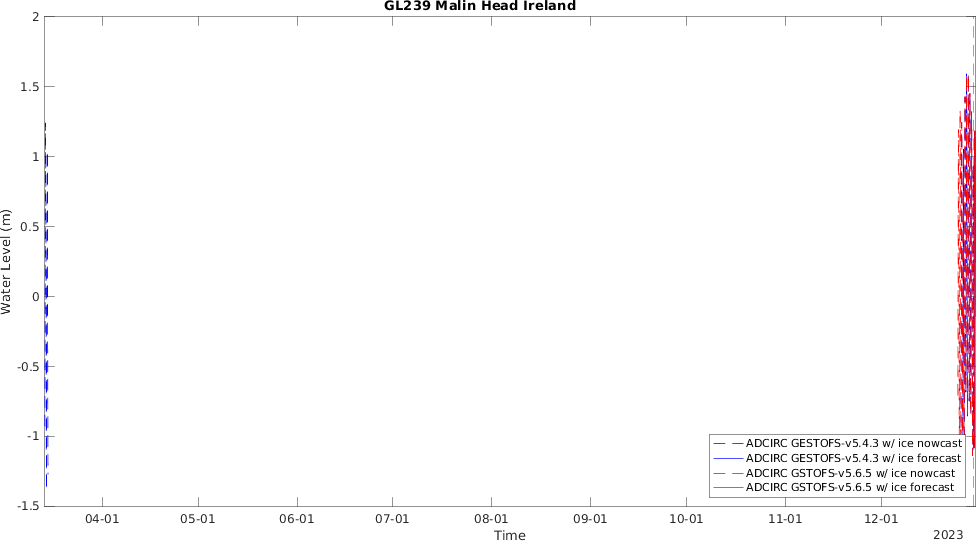 GL239 Malin Head Ireland
2
1.5
1
0.5
0
-0.5
-1
-1.5
Water Level (m)
ADCIRC GESTOFS-v5.4.3 w/ ice nowcast
ADCIRC GESTOFS-v5.4.3 w/ ice forecast
ADCIRC GSTOFS-v5.6.5 w/ ice nowcast
ADCIRC GSTOFS-v5.6.5 w/ ice forecast
04-01 05-01 06-01 07-01 08-01 09-01 10-01 11-01 12-01
Time
2023